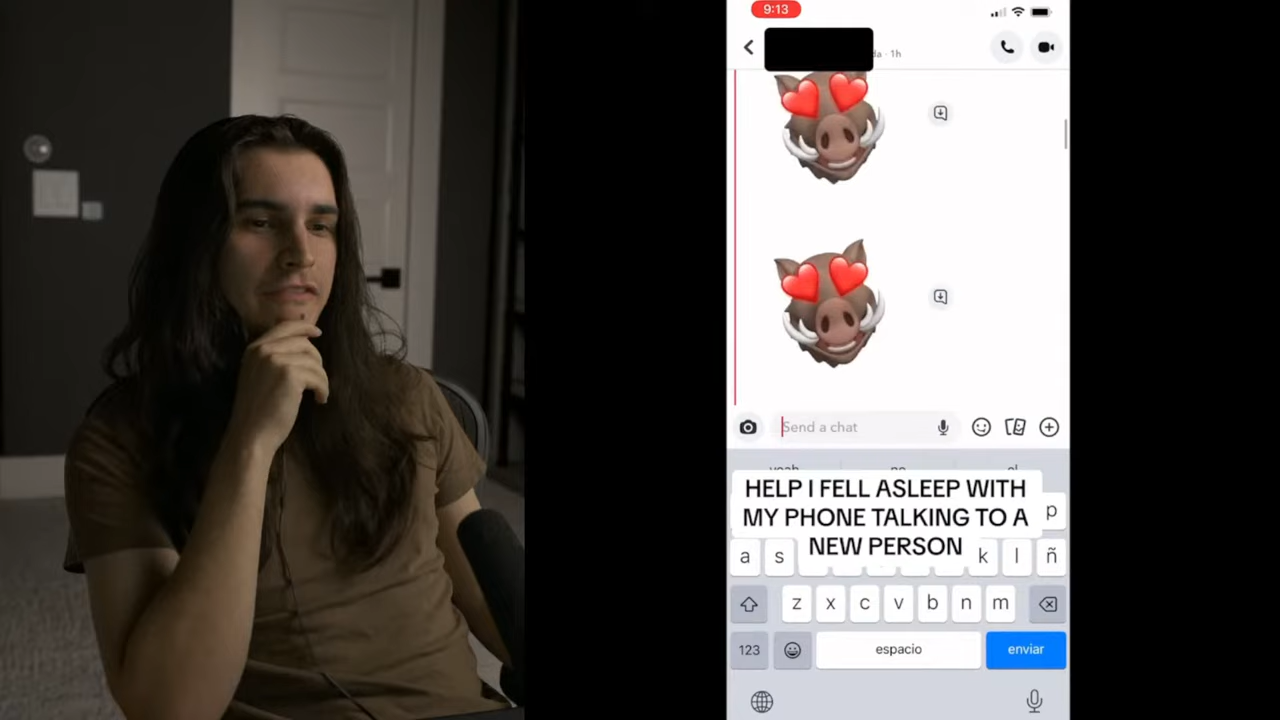 9:13
da · 1h
Send a chat
HELP I FELL ASLEEP WITH
MY PHONE TALKING TO A
NEW PERSON
p
a s k l ñ
z x c v b n m
123 espacio enviar